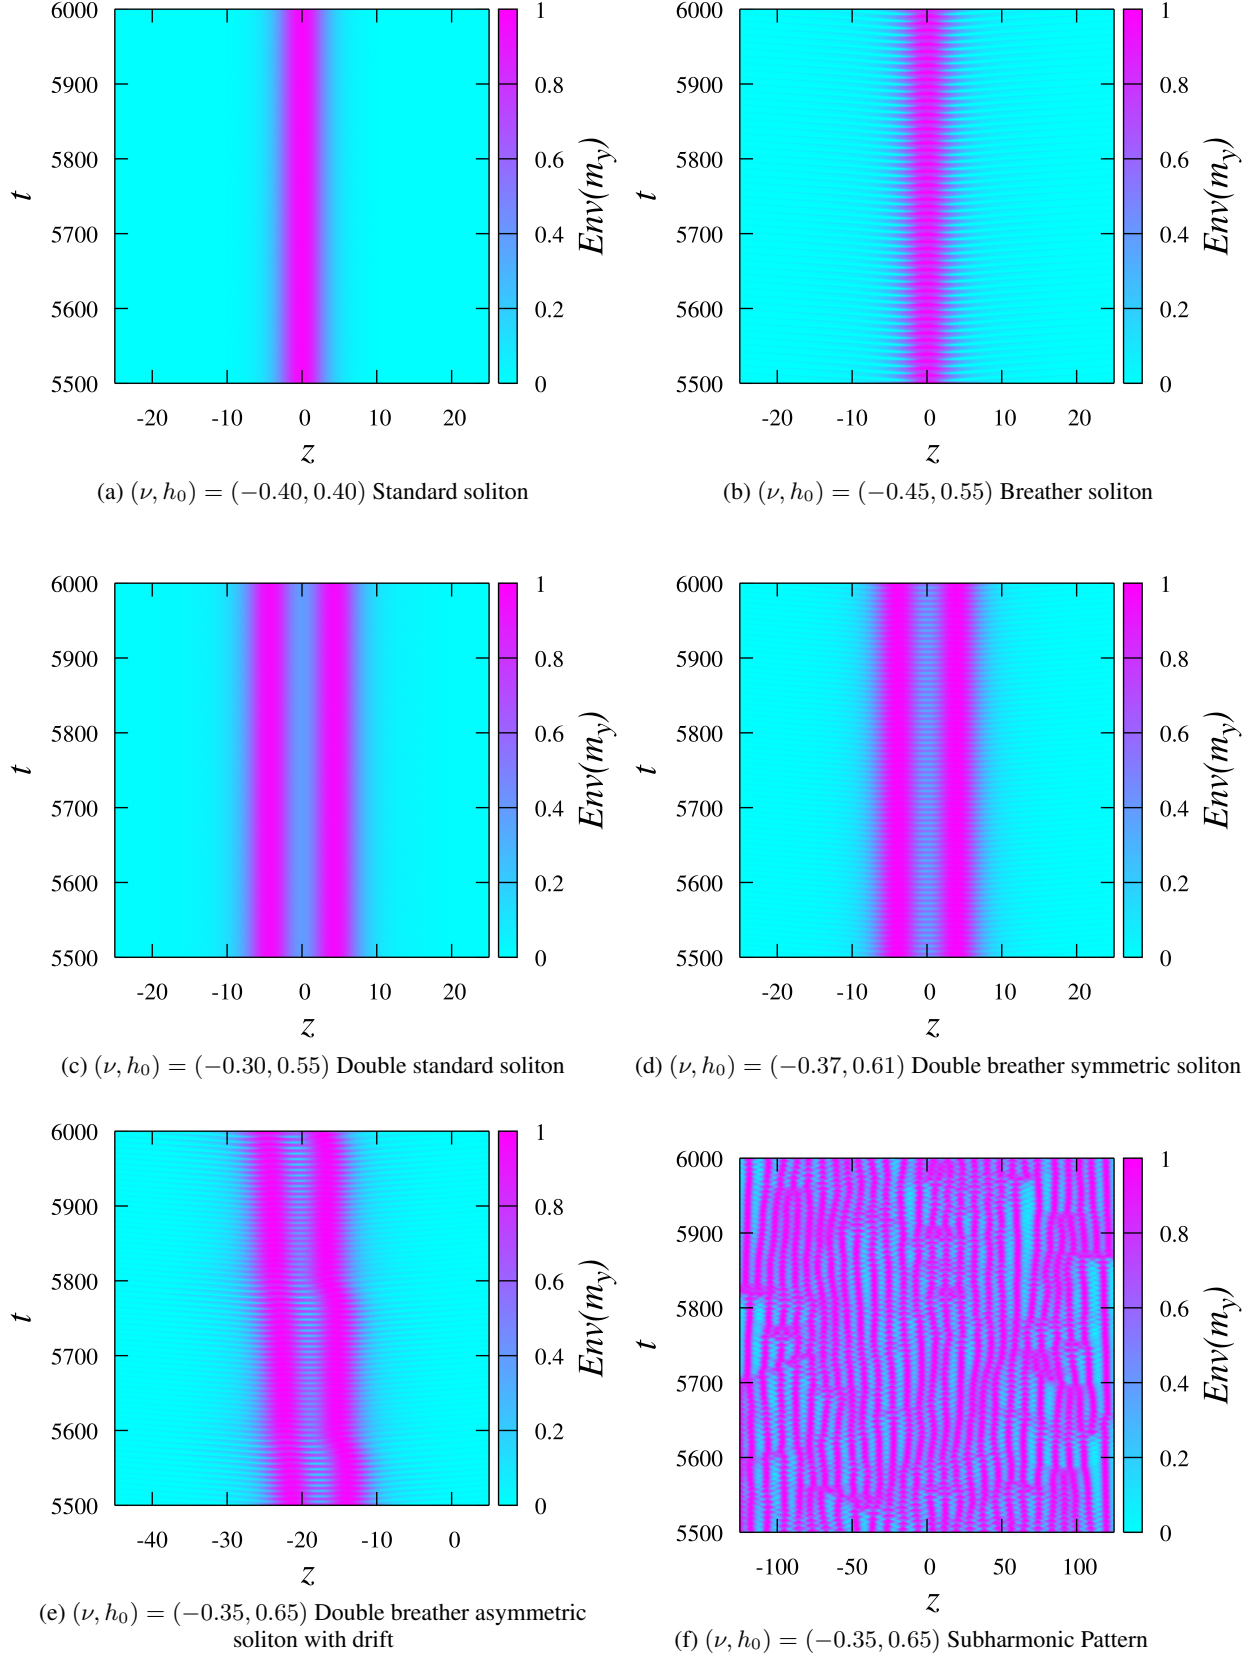 6000
5900
5800
5700
5600
5500
t
-20 -10 0 10 20
z
1
0.8
0.6
0.4
0.2
0
Env(m_y)
(a) (ν, h₀) = (−0.40, 0.40) Standard soliton
6000
5900
5800
5700
5600
5500
t
-20 -10 0 10 20
z
1
0.8
0.6
0.4
0.2
0
Env(m_y)
(b) (ν, h₀) = (−0.45, 0.55) Breather soliton
6000
5900
5800
5700
5600
5500
t
-20 -10 0 10 20
z
1
0.8
0.6
0.4
0.2
0
Env(m_y)
(c) (ν, h₀) = (−0.30, 0.55) Double standard soliton
6000
5900
5800
5700
5600
5500
t
-20 -10 0 10 20
z
1
0.8
0.6
0.4
0.2
0
Env(m_y)
(d) (ν, h₀) = (−0.37, 0.61) Double breather symmetric soliton
6000
5900
5800
5700
5600
5500
t
-40 -30 -20 -10 0
z
1
0.8
0.6
0.4
0.2
0
Env(m_y)
(e) (ν, h₀) = (−0.35, 0.65) Double breather asymmetric
soliton with drift
6000
5900
5800
5700
5600
5500
t
-100 -50 0 50 100
z
1
0.8
0.6
0.4
0.2
0
Env(m_y)
(f) (ν, h₀) = (−0.35, 0.65) Subharmonic Pattern